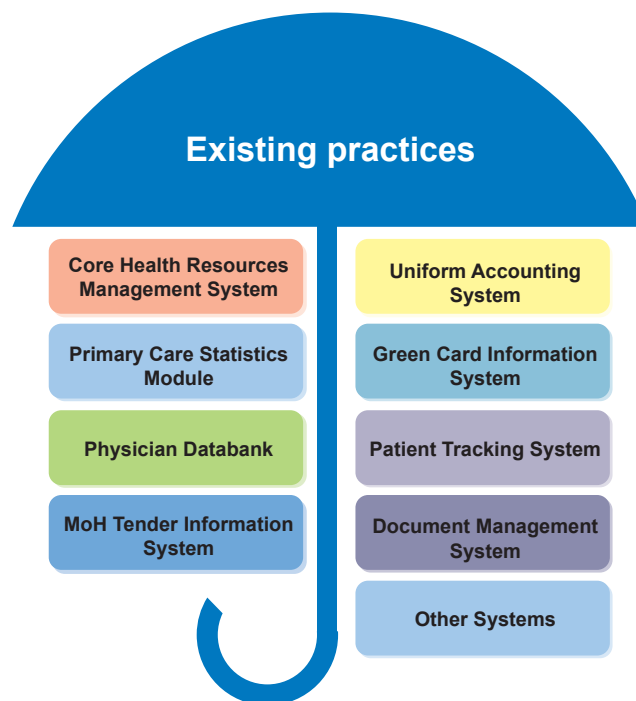 Existing practices
Core Health Resources
Management System
Primary Care Statistics
Module
Physician Databank
MoH Tender Information
System
Uniform Accounting
System
Green Card Information
System
Patient Tracking System
Document Management
System
Other Systems